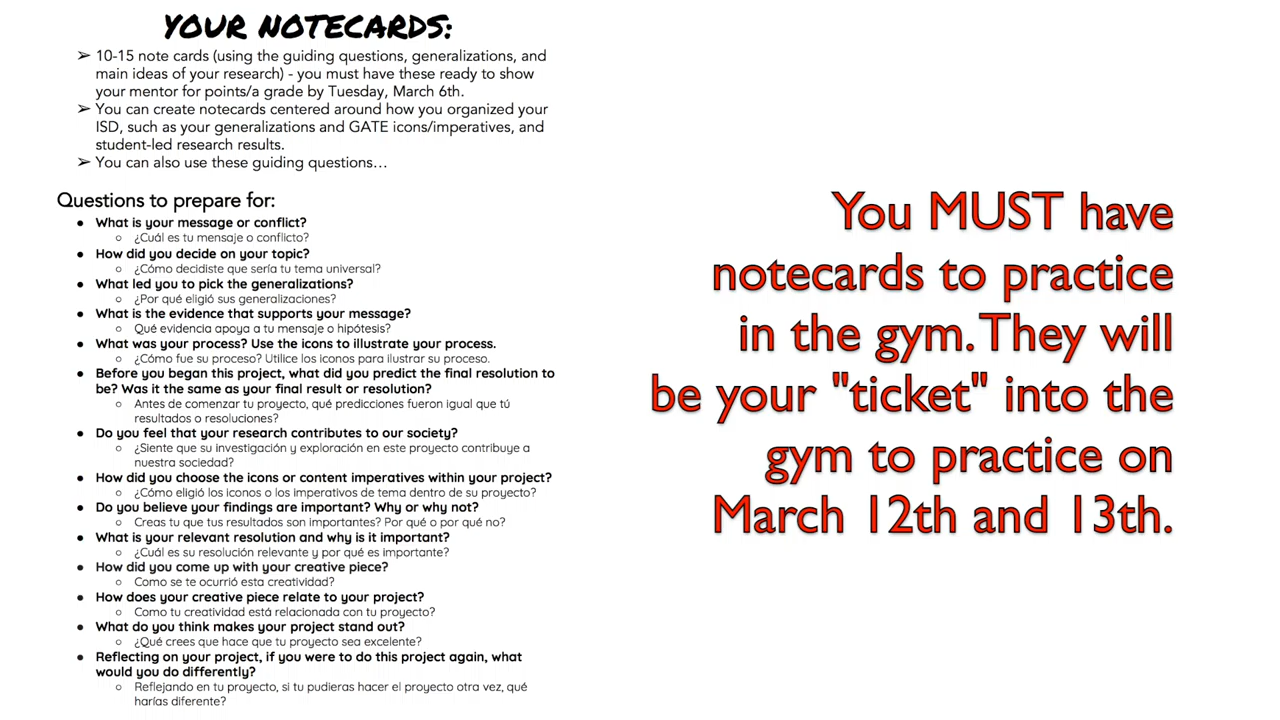 YOUR NOTECARDS:
➢ 10-15 note cards (using the guiding questions, generalizations, and
main ideas of your research) - you must have these ready to show
your mentor for points/a grade by Tuesday, March 6th.
➢ You can create notecards centered around how you organized your
ISD, such as your generalizations and GATE icons/imperatives, and
student-led research results.
➢ You can also use these guiding questions…
Questions to prepare for:
● What is your message or conflict?
○ ¿Cuál es tu mensaje o conflicto?
● How did you decide on your topic?
○ ¿Cómo decidiste que sería tu tema universal?
● What led you to pick the generalizations?
○ ¿Por qué eligió sus generalizaciones?
● What is the evidence that supports your message?
○ Qué evidencia apoya a tu mensaje o hipótesis?
● What was your process? Use the icons to illustrate your process.
○ ¿Cómo fue su proceso? Utilice los iconos para ilustrar su proceso.
● Before you began this project, what did you predict the final resolution to
be? Was it the same as your final result or resolution?
○ Antes de comenzar tu proyecto, qué predicciones fueron igual que tú
resultados o resoluciones?
● Do you feel that your research contributes to our society?
○ ¿Siente que su investigación y exploración en este proyecto contribuye a
nuestra sociedad?
● How did you choose the icons or content imperatives within your project?
○ ¿Cómo eligió los iconos o los imperativos de tema dentro de su proyecto?
● Do you believe your findings are important? Why or why not?
○ Creas tu que tus resultados son importantes? Por qué o por qué no?
● What is your relevant resolution and why is it important?
○ ¿Cuál es su resolución relevante y por qué es importante?
● How did you come up with your creative piece?
○ Como se te ocurrió esta creatividad?
● How does your creative piece relate to your project?
○ Como tu creatividad está relacionada con tu proyecto?
● What do you think makes your project stand out?
○ ¿Qué crees que hace que tu proyecto sea excelente?
● Reflecting on your project, if you were to do this project again, what
would you do differently?
○ Reflejando en tu proyecto, si tu pudieras hacer el proyecto otra vez, qué
harías diferente?
You MUST have
notecards to practice
in the gym. They will
be your "ticket" into the
gym to practice on
March 12th and 13th.